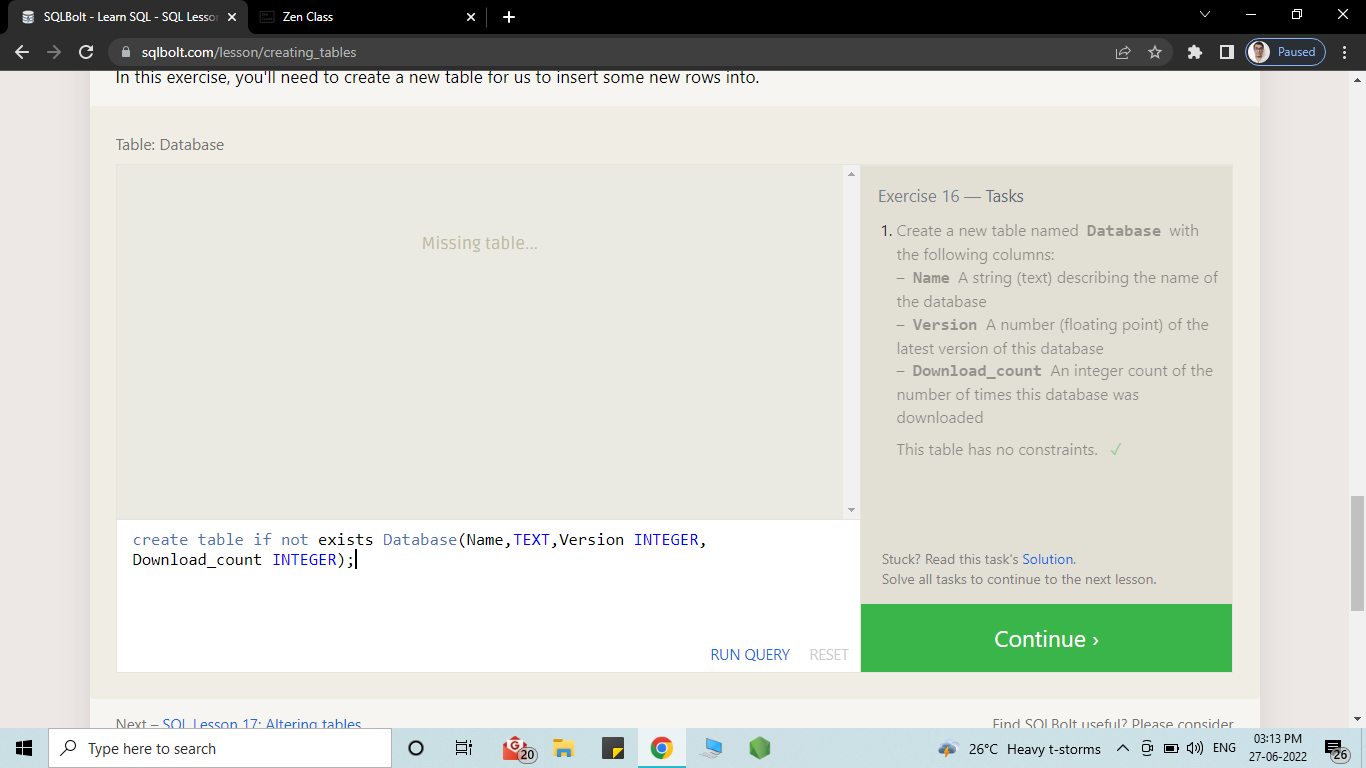 SQLBolt - Learn SQL - SQL Lesson
Zen Class
sqlbolt.com/lesson/creating_tables
Paused
In this exercise, you'll need to create a new table for us to insert some new rows into.
Table: Database
Missing table…
Exercise 16 — Tasks
1. Create a new table named Database with
the following columns:
– Name A string (text) describing the name of
the database
– Version A number (floating point) of the
latest version of this database
– Download_count An integer count of the
number of times this database was
downloaded
This table has no constraints. ✓
create table if not exists Database(Name,TEXT,Version INTEGER,
Download_count INTEGER);
Stuck? Read this task's Solution.
Solve all tasks to continue to the next lesson.
RUN QUERY RESET
Continue ›
Next – SQL Lesson 17: Altering tables
Find SQLBolt useful? Please consider
Type here to search
G
20
26°C Heavy t-storms
ENG
03:13 PM
27-06-2022
26